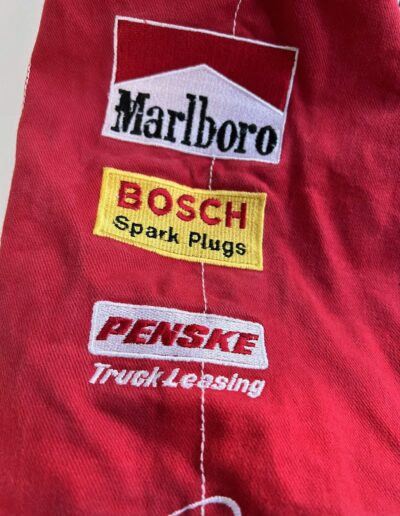 Marlboro
BOSCH
Spark Plugs
PENSKE
Truck Leasing